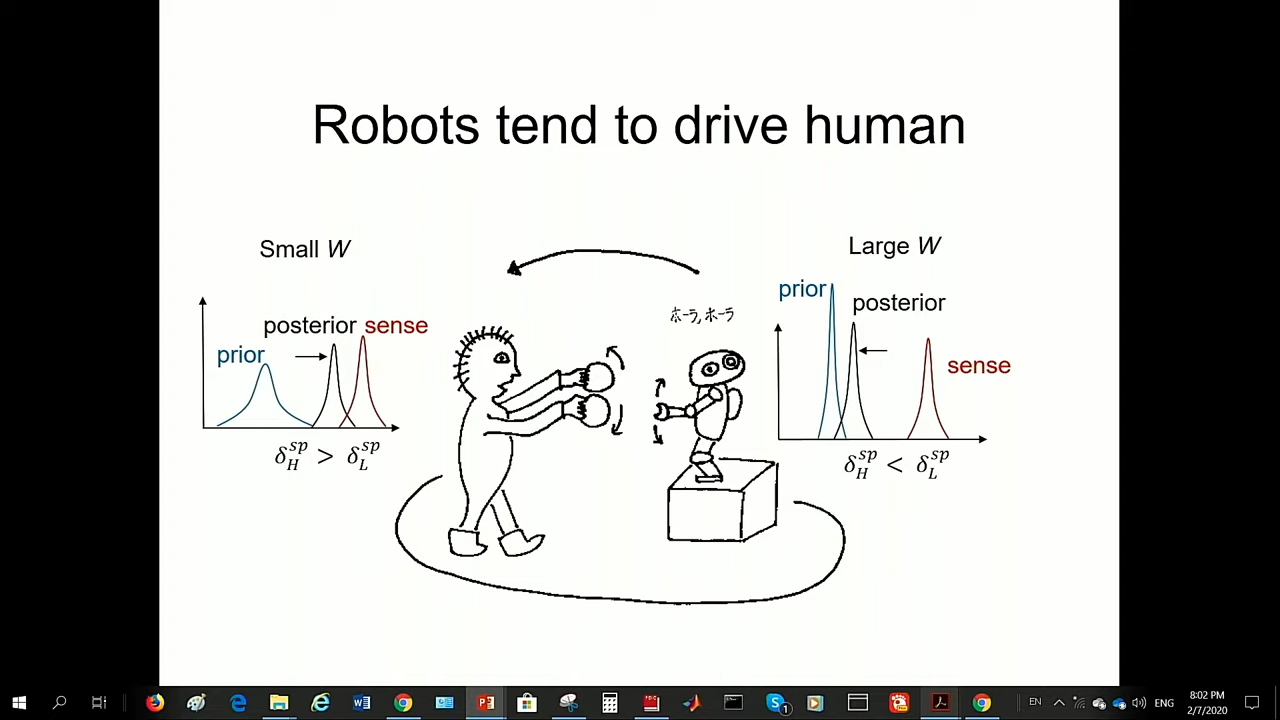 Robots tend to drive human
Small W
Large W
prior
posterior
posterior sense
prior
sense
ホーラ, ホーラ
δ_H^{sp} > δ_L^{sp}
δ_H^{sp} < δ_L^{sp}
EN
ENG
8:02 PM
2/7/2020